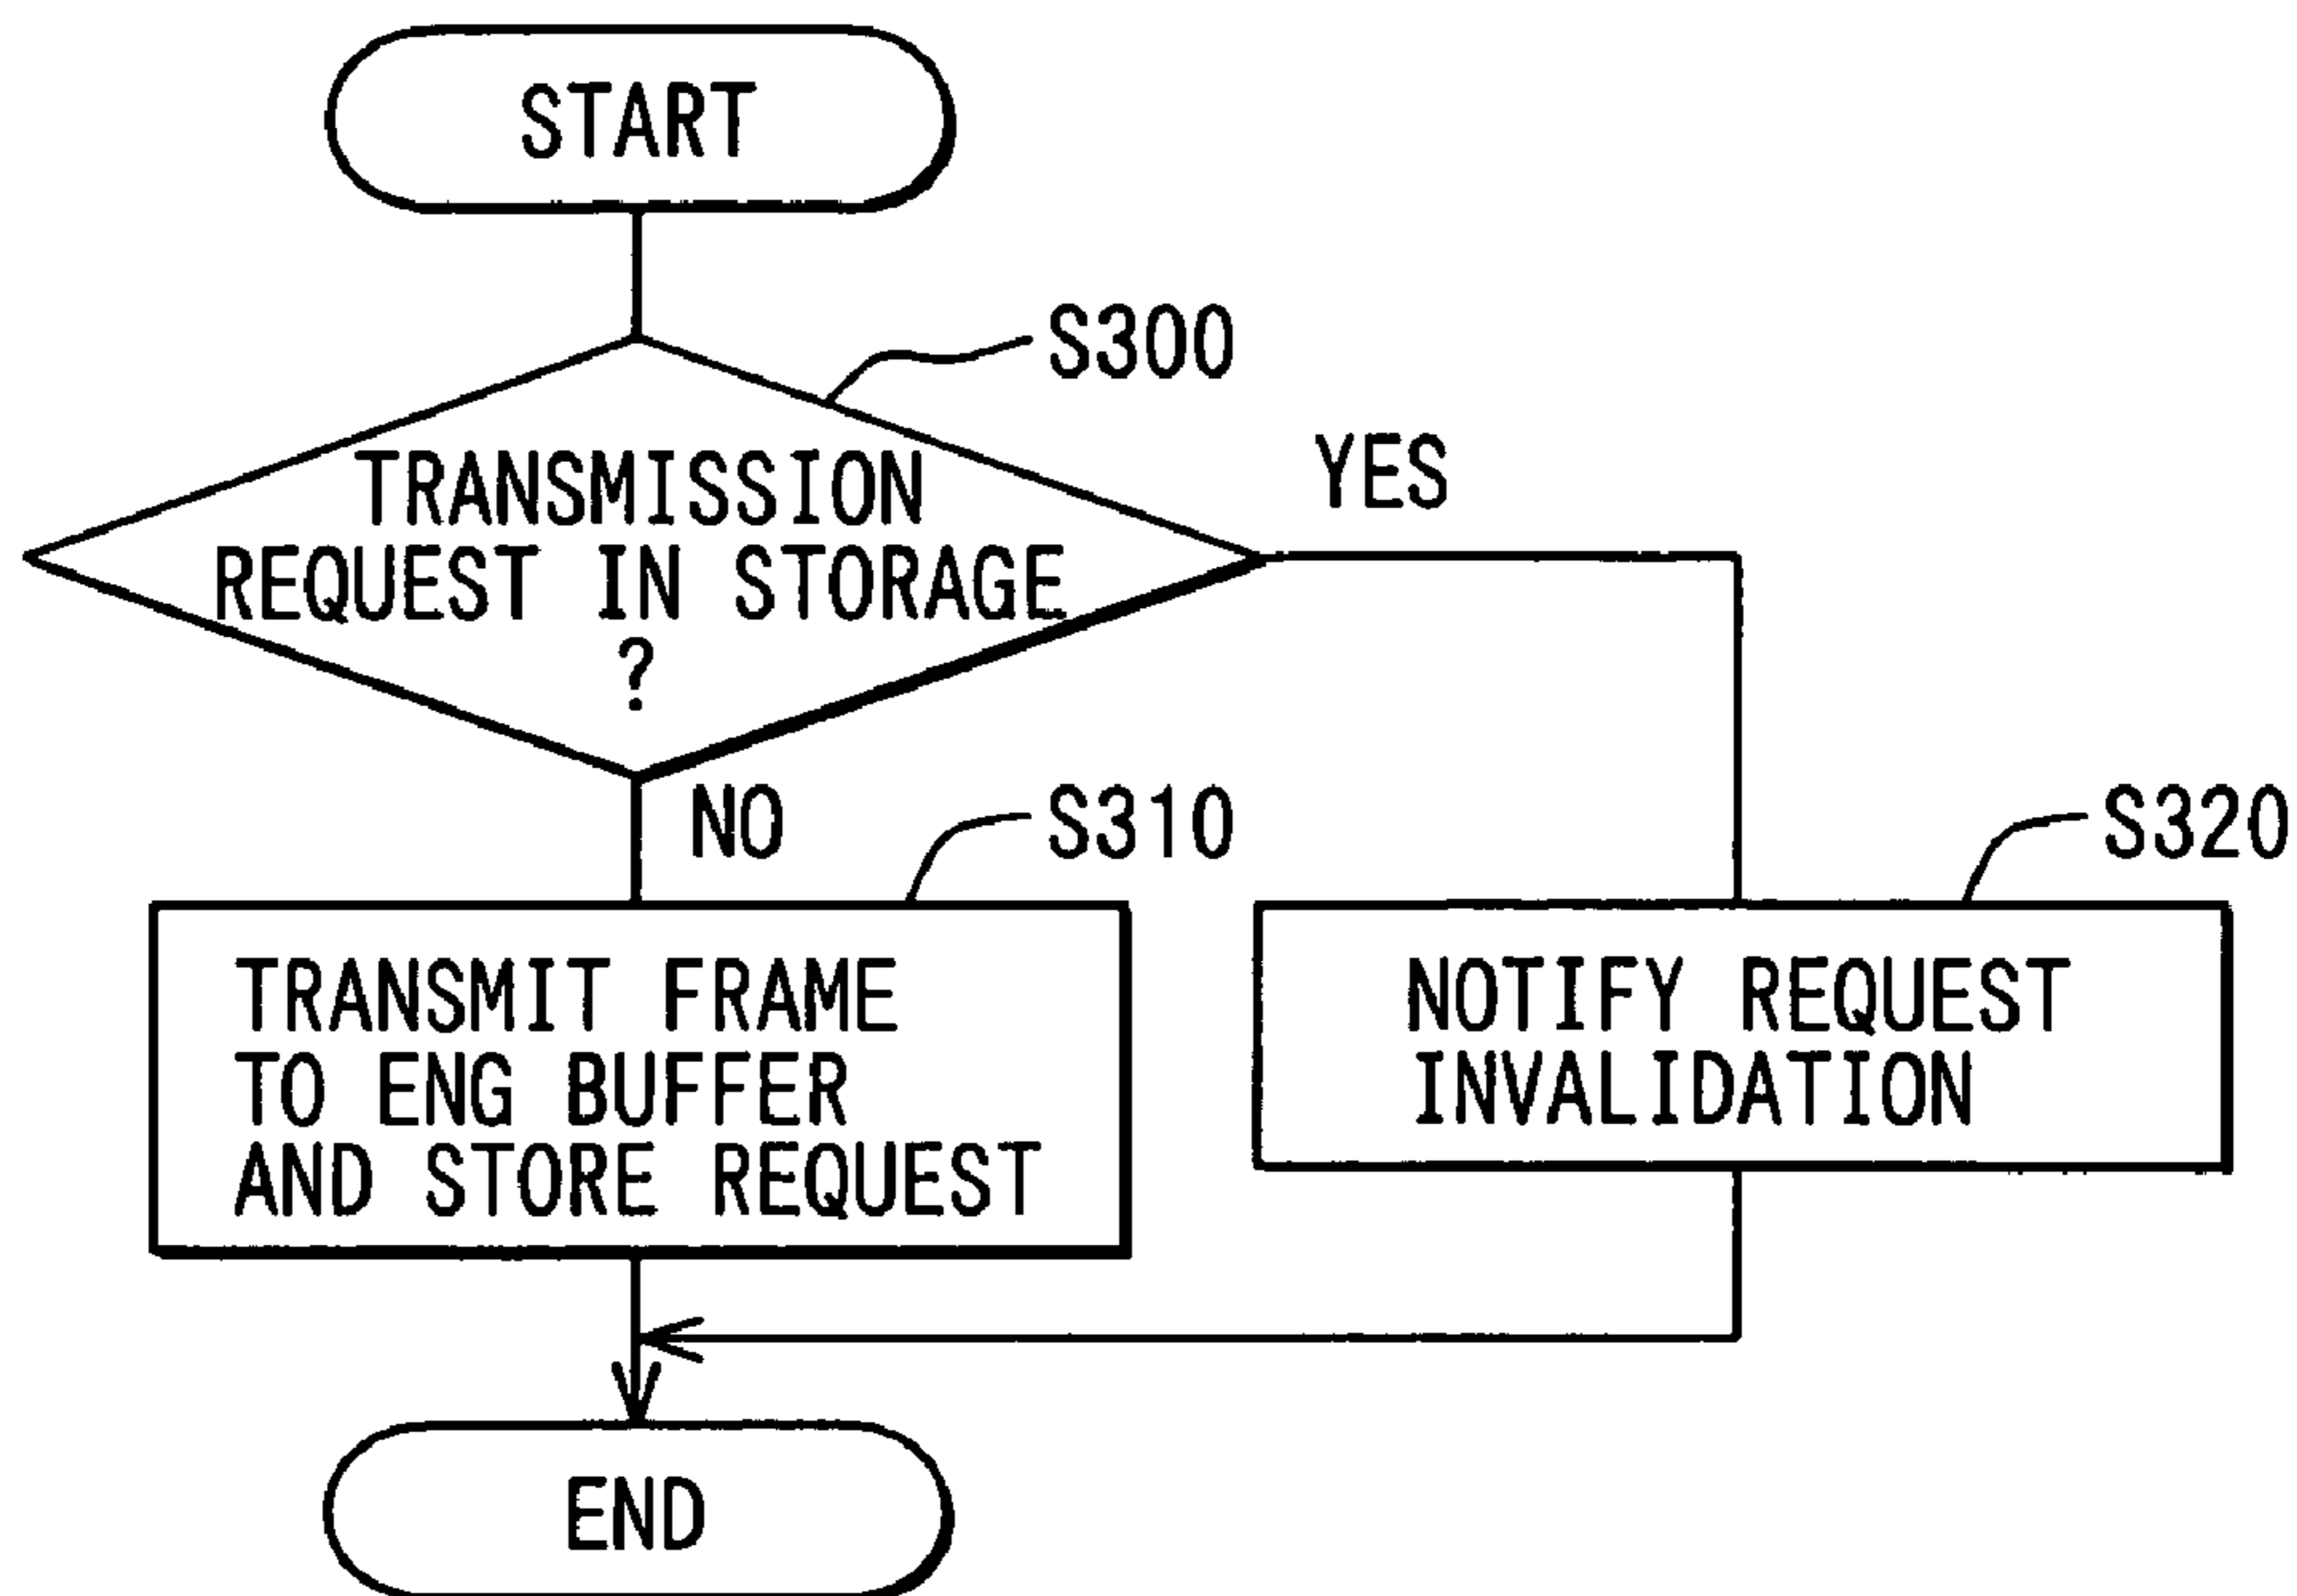 START
S300
TRANSMISSION
REQUEST IN STORAGE
?
YES
NO
S310
S320
TRANSMIT FRAME
TO ENG BUFFER
AND STORE REQUEST
NOTIFY REQUEST
INVALIDATION
END